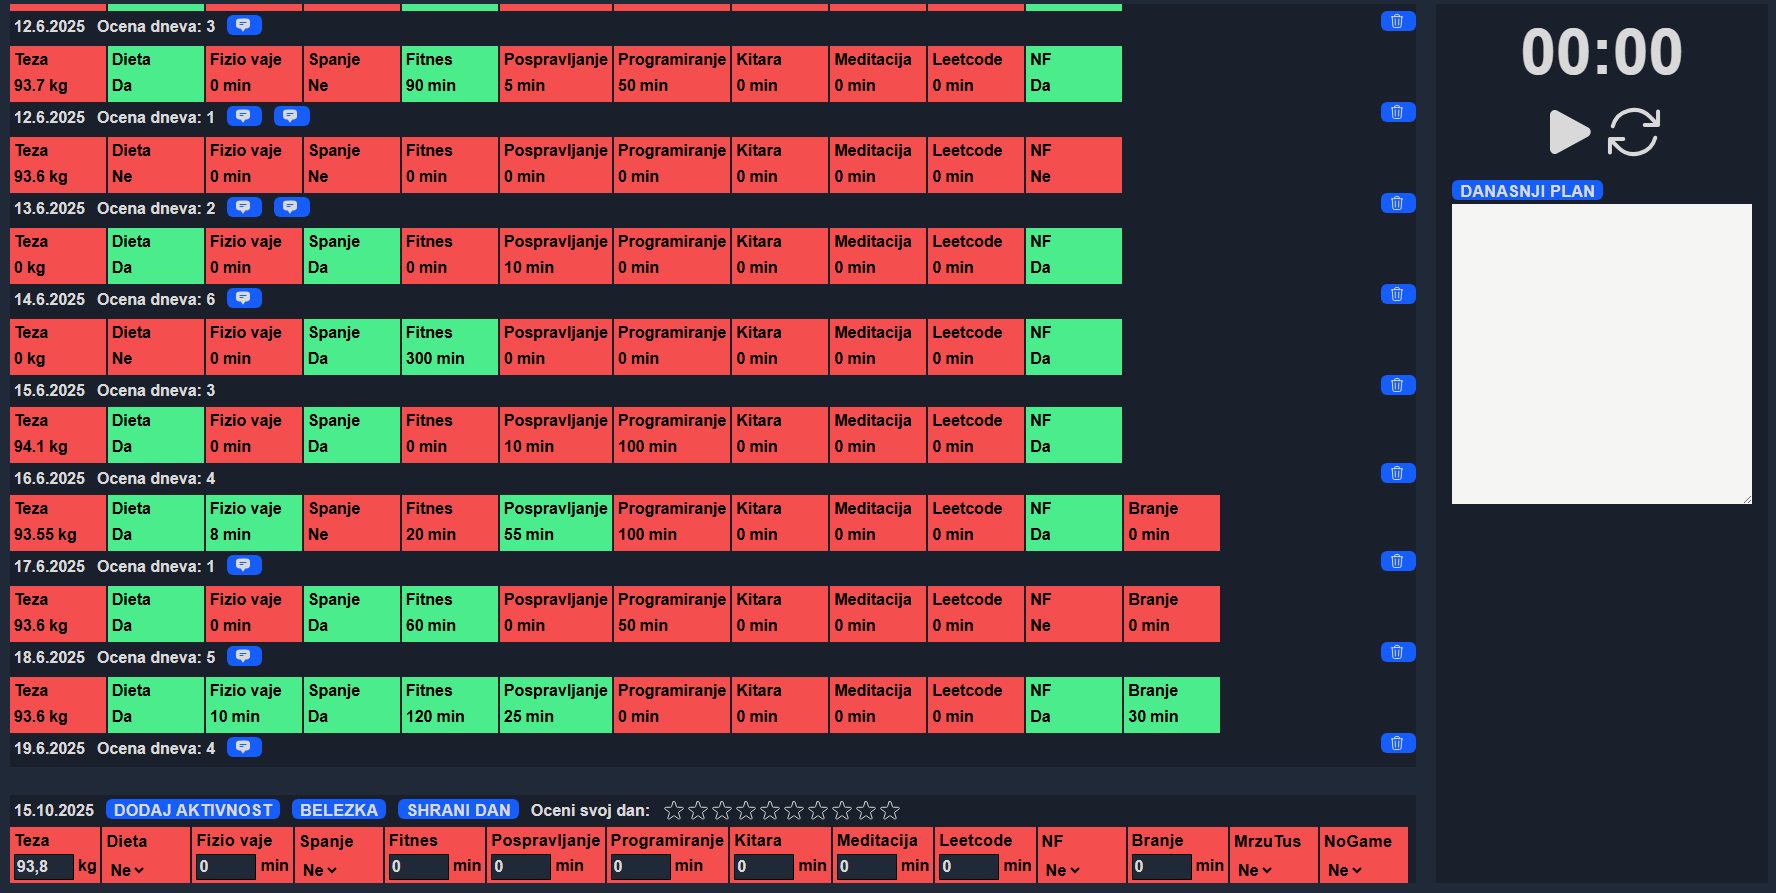 12.6.2025 Ocena dneva: 3
Teza Dieta Fizio vaje Spanje Fitnes Pospravljanje Programiranje Kitara Meditacija Leetcode NF
93.7 kg Da 0 min Ne 90 min 5 min 50 min 0 min 0 min 0 min Da
12.6.2025 Ocena dneva: 1
Teza Dieta Fizio vaje Spanje Fitnes Pospravljanje Programiranje Kitara Meditacija Leetcode NF
93.6 kg Ne 0 min Ne 0 min 0 min 0 min 0 min 0 min 0 min Ne
13.6.2025 Ocena dneva: 2
Teza Dieta Fizio vaje Spanje Fitnes Pospravljanje Programiranje Kitara Meditacija Leetcode NF
0 kg Da 0 min Da 0 min 10 min 0 min 0 min 0 min 0 min Da
14.6.2025 Ocena dneva: 6
Teza Dieta Fizio vaje Spanje Fitnes Pospravljanje Programiranje Kitara Meditacija Leetcode NF
0 kg Ne 0 min Da 300 min 0 min 0 min 0 min 0 min 0 min Da
15.6.2025 Ocena dneva: 3
Teza Dieta Fizio vaje Spanje Fitnes Pospravljanje Programiranje Kitara Meditacija Leetcode NF
94.1 kg Da 0 min Da 0 min 10 min 100 min 0 min 0 min 0 min Da
16.6.2025 Ocena dneva: 4
Teza Dieta Fizio vaje Spanje Fitnes Pospravljanje Programiranje Kitara Meditacija Leetcode NF Branje
93.55 kg Da 8 min Ne 20 min 55 min 100 min 0 min 0 min 0 min Da 0 min
17.6.2025 Ocena dneva: 1
Teza Dieta Fizio vaje Spanje Fitnes Pospravljanje Programiranje Kitara Meditacija Leetcode NF Branje
93.6 kg Da 0 min Da 60 min 0 min 50 min 0 min 0 min 0 min Ne 0 min
18.6.2025 Ocena dneva: 5
Teza Dieta Fizio vaje Spanje Fitnes Pospravljanje Programiranje Kitara Meditacija Leetcode NF Branje
93.6 kg Da 10 min Da 120 min 25 min 0 min 0 min 0 min 0 min Da 30 min
19.6.2025 Ocena dneva: 4
15.10.2025 DODAJ AKTIVNOST BELEZKA SHRANI DAN Oceni svoj dan:
Teza Dieta Fizio vaje Spanje Fitnes Pospravljanje Programiranje Kitara Meditacija Leetcode NF Branje MrzuTus NoGame
93,8 kg Ne 0 min Ne 0 min 0 min 0 min 0 min 0 min 0 min Ne 0 min Ne Ne
00:00
DANASNJI PLAN